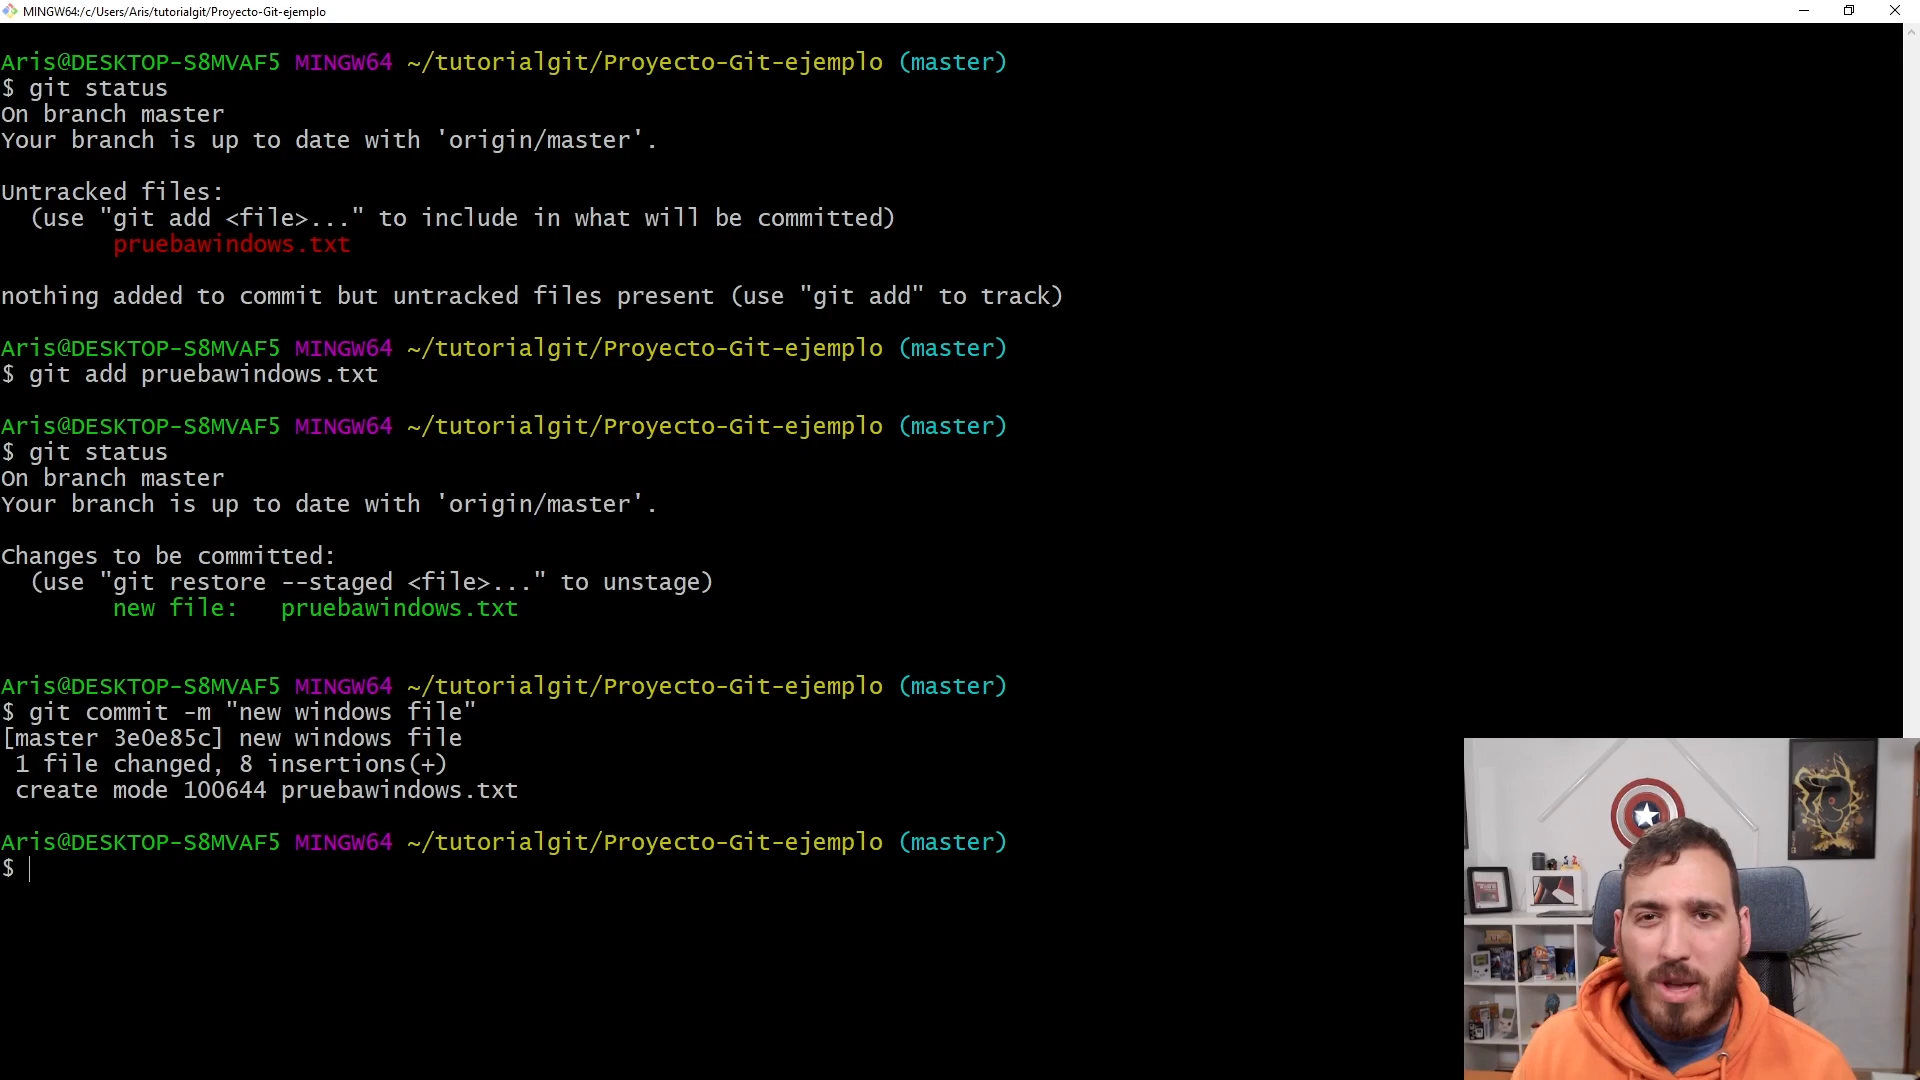 MINGW64:/c/Users/Aris/tutorialgit/Proyecto-Git-ejemplo
Aris@DESKTOP-S8MVAF5 MINGW64 ~/tutorialgit/Proyecto-Git-ejemplo (master)
$ git status
On branch master
Your branch is up to date with 'origin/master'.
Untracked files:
  (use "git add <file>..." to include in what will be committed)
        pruebawindows.txt
nothing added to commit but untracked files present (use "git add" to track)
Aris@DESKTOP-S8MVAF5 MINGW64 ~/tutorialgit/Proyecto-Git-ejemplo (master)
$ git add pruebawindows.txt
Aris@DESKTOP-S8MVAF5 MINGW64 ~/tutorialgit/Proyecto-Git-ejemplo (master)
$ git status
On branch master
Your branch is up to date with 'origin/master'.
Changes to be committed:
  (use "git restore --staged <file>..." to unstage)
        new file:   pruebawindows.txt
Aris@DESKTOP-S8MVAF5 MINGW64 ~/tutorialgit/Proyecto-Git-ejemplo (master)
$ git commit -m "new windows file"
[master 3e0e85c] new windows file
 1 file changed, 8 insertions(+)
 create mode 100644 pruebawindows.txt
Aris@DESKTOP-S8MVAF5 MINGW64 ~/tutorialgit/Proyecto-Git-ejemplo (master)
$